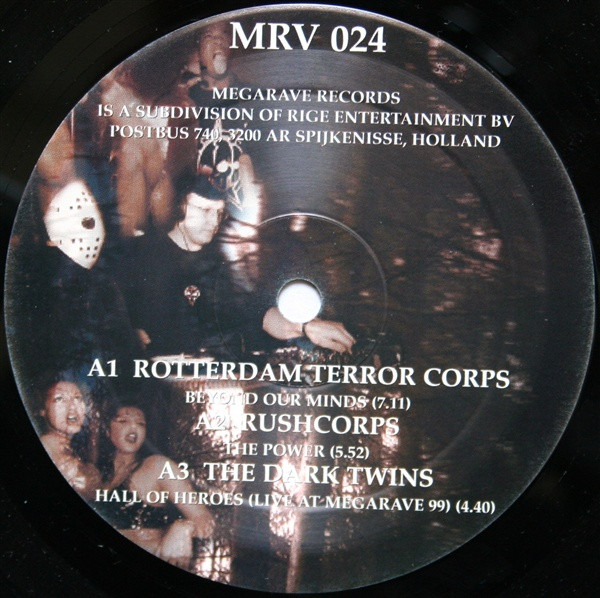 MRV 024
MEGARAVE RECORDS
IS A SUBDIVISION OF RIGE ENTERTAINMENT BV
POSTBUS 740, 3200 AR SPIJKENISSE, HOLLAND
A1 ROTTERDAM TERROR CORPS
BEYOND OUR MINDS (7.11)
A2 RUSHCORPS
THE POWER (5.52)
A3 THE DARK TWINS
HALL OF HEROES (LIVE AT MEGARAVE 99) (4.40)